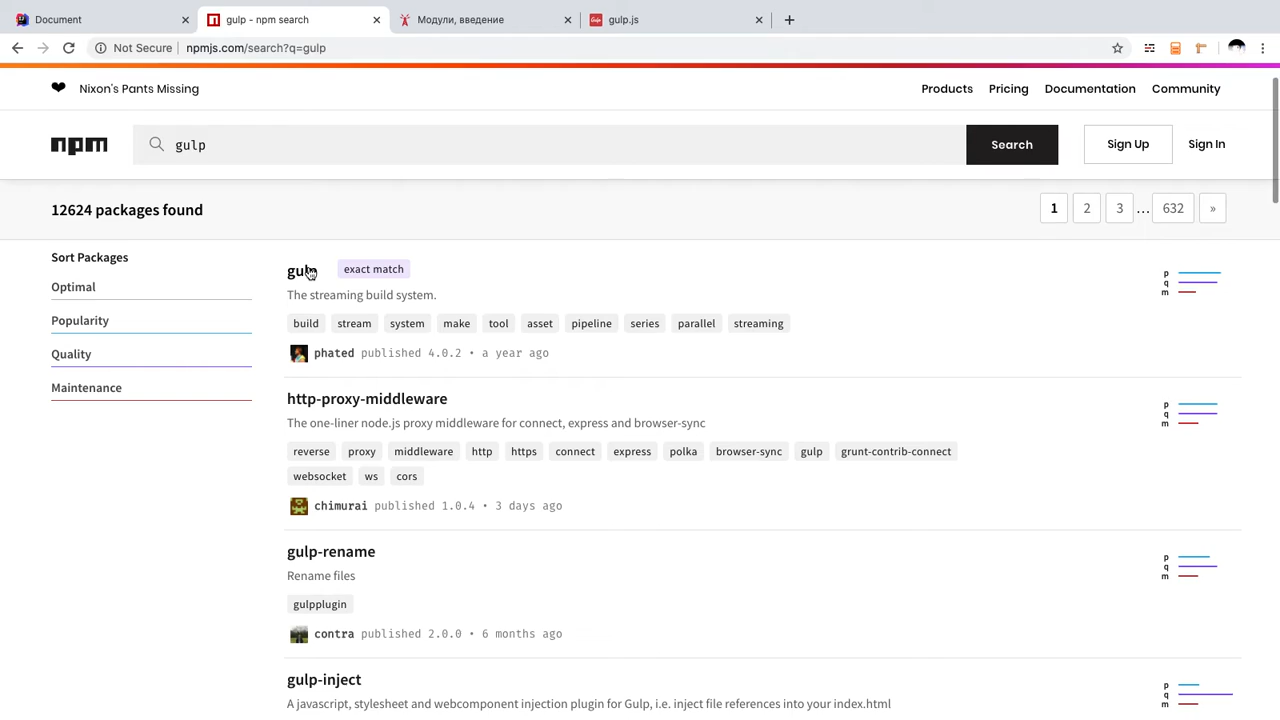 Document
gulp - npm search
Модули, введение
gulp.js
Not Secure npmjs.com/search?q=gulp
Nixon's Pants Missing
Products Pricing Documentation Community
npm
gulp
Search
Sign Up
Sign In
12624 packages found
1 2 3 ... 632 »
Sort Packages
Optimal
Popularity
Quality
Maintenance
gulp exact match
The streaming build system.
build stream system make tool asset pipeline series parallel streaming
phated published 4.0.2 • a year ago
p
q
m
http-proxy-middleware
The one-liner node.js proxy middleware for connect, express and browser-sync
reverse proxy middleware http https connect express polka browser-sync gulp grunt-contrib-connect
websocket ws cors
chimurai published 1.0.4 • 3 days ago
p
q
m
gulp-rename
Rename files
gulpplugin
contra published 2.0.0 • 6 months ago
p
q
m
gulp-inject
A javascript, stylesheet and webcomponent injection plugin for Gulp, i.e. inject file references into your index.html
p
q
m